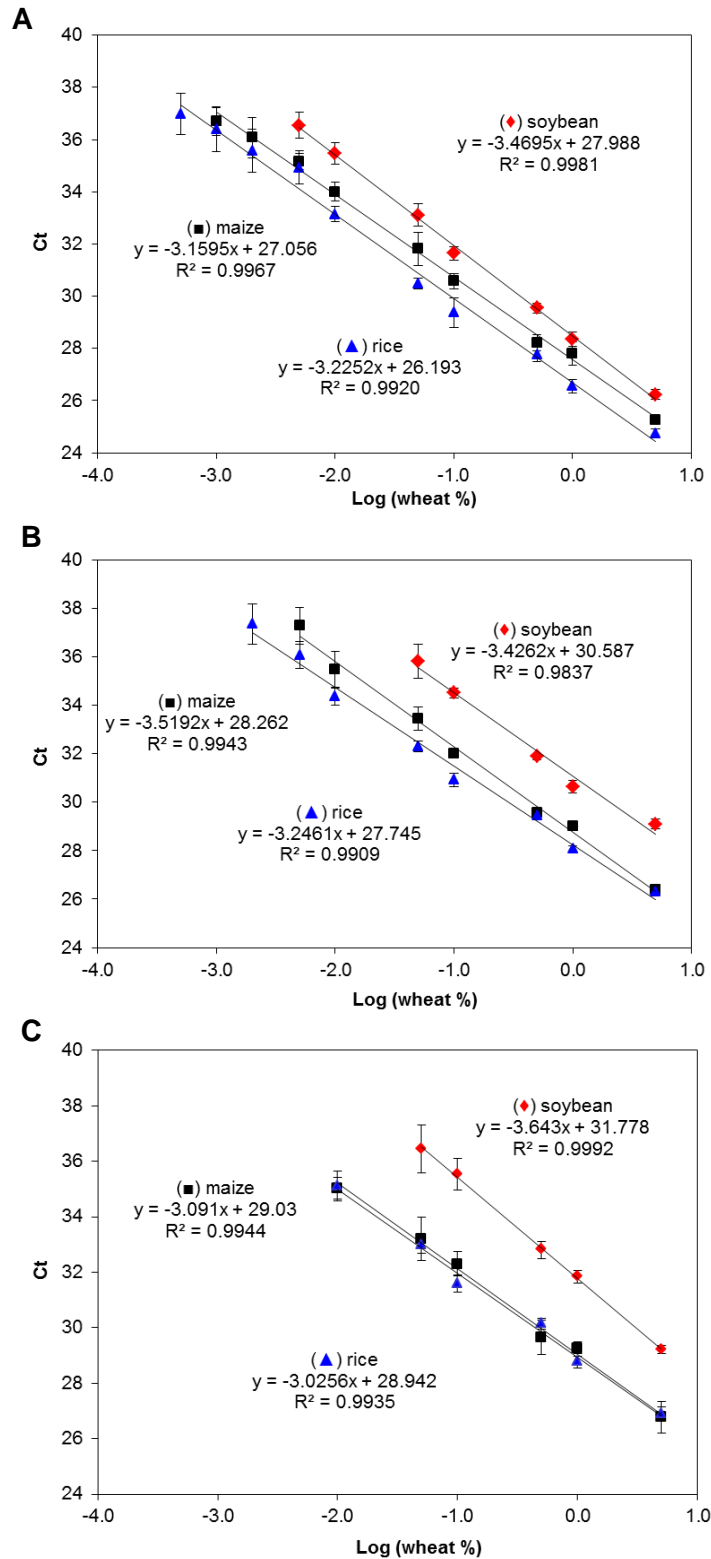 A
40
38
36
34
32
30
28
26
24
Ct
(♦) soybean
y = -3.4695x + 27.988
R² = 0.9981
(■) maize
y = -3.1595x + 27.056
R² = 0.9967
(▲) rice
y = -3.2252x + 26.193
R² = 0.9920
-4.0 -3.0 -2.0 -1.0 0.0 1.0
Log (wheat %)
B
40
38
36
34
32
30
28
26
24
Ct
(♦) soybean
y = -3.4262x + 30.587
R² = 0.9837
(■) maize
y = -3.5192x + 28.262
R² = 0.9943
(▲) rice
y = -3.2461x + 27.745
R² = 0.9909
-4.0 -3.0 -2.0 -1.0 0.0 1.0
Log (wheat %)
C
40
38
36
34
32
30
28
26
24
Ct
(♦) soybean
y = -3.643x + 31.778
R² = 0.9992
(■) maize
y = -3.091x + 29.03
R² = 0.9944
(▲) rice
y = -3.0256x + 28.942
R² = 0.9935
-4.0 -3.0 -2.0 -1.0 0.0 1.0
Log (wheat %)